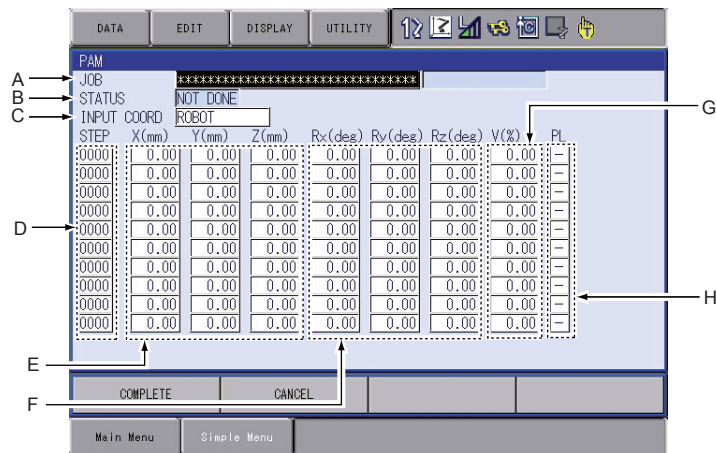 DATA EDIT DISPLAY UTILITY
PAM
A JOB ******************************
B STATUS NOT DONE
C INPUT COORD ROBOT
G
STEP X(mm) Y(mm) Z(mm) Rx(deg) Ry(deg) Rz(deg) V(%) PL
0000 0.00 0.00 0.00 0.00 0.00 0.00 0.00 -
0000 0.00 0.00 0.00 0.00 0.00 0.00 0.00 -
0000 0.00 0.00 0.00 0.00 0.00 0.00 0.00 -
0000 0.00 0.00 0.00 0.00 0.00 0.00 0.00 -
D 0000 0.00 0.00 0.00 0.00 0.00 0.00 0.00 -
0000 0.00 0.00 0.00 0.00 0.00 0.00 0.00 -
0000 0.00 0.00 0.00 0.00 0.00 0.00 0.00 -
0000 0.00 0.00 0.00 0.00 0.00 0.00 0.00 -
H
0000 0.00 0.00 0.00 0.00 0.00 0.00 0.00 -
0000 0.00 0.00 0.00 0.00 0.00 0.00 0.00 -
E
COMPLETE CANCEL
F
Main Menu Simple Menu